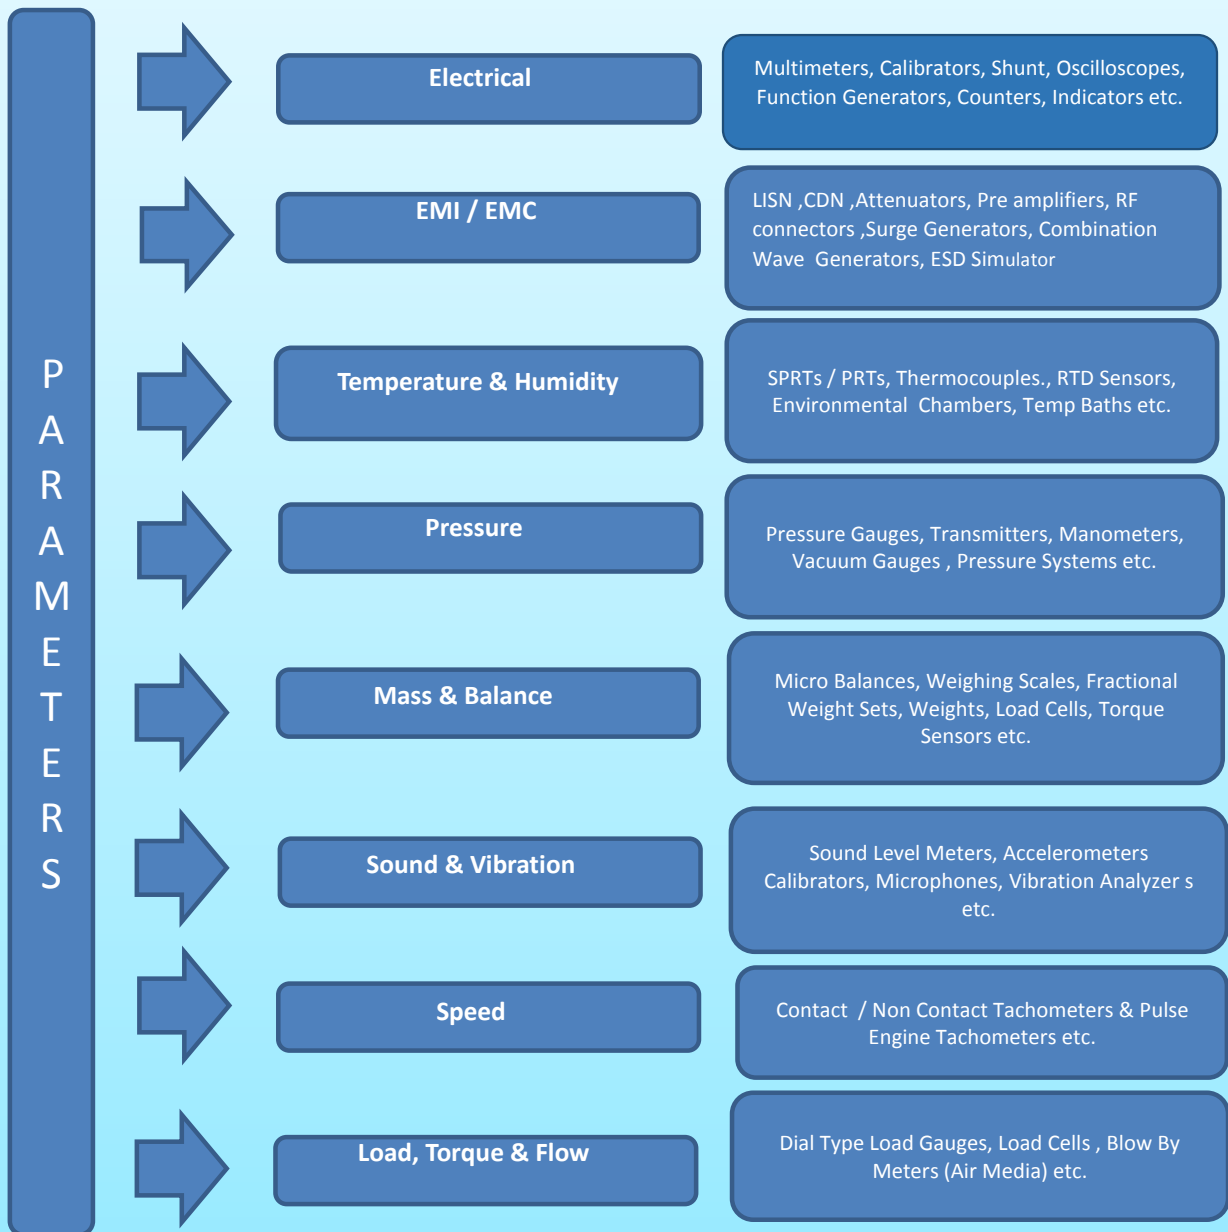 PARAMETERS
Electrical
Multimeters, Calibrators, Shunt, Oscilloscopes,
Function Generators, Counters, Indicators etc.
EMI / EMC
LISN ,CDN ,Attenuators, Pre amplifiers, RF
connectors ,Surge Generators, Combination
Wave  Generators, ESD Simulator
Temperature & Humidity
SPRTs / PRTs, Thermocouples., RTD Sensors,
Environmental  Chambers, Temp Baths etc.
Pressure
Pressure Gauges, Transmitters, Manometers,
Vacuum Gauges , Pressure Systems etc.
Mass & Balance
Micro Balances, Weighing Scales, Fractional
Weight Sets, Weights, Load Cells, Torque
Sensors etc.
Sound & Vibration
Sound Level Meters, Accelerometers
Calibrators, Microphones, Vibration Analyzer s
etc.
Speed
Contact  / Non Contact Tachometers & Pulse
Engine Tachometers etc.
Load, Torque & Flow
Dial Type Load Gauges, Load Cells , Blow By
Meters (Air Media) etc.